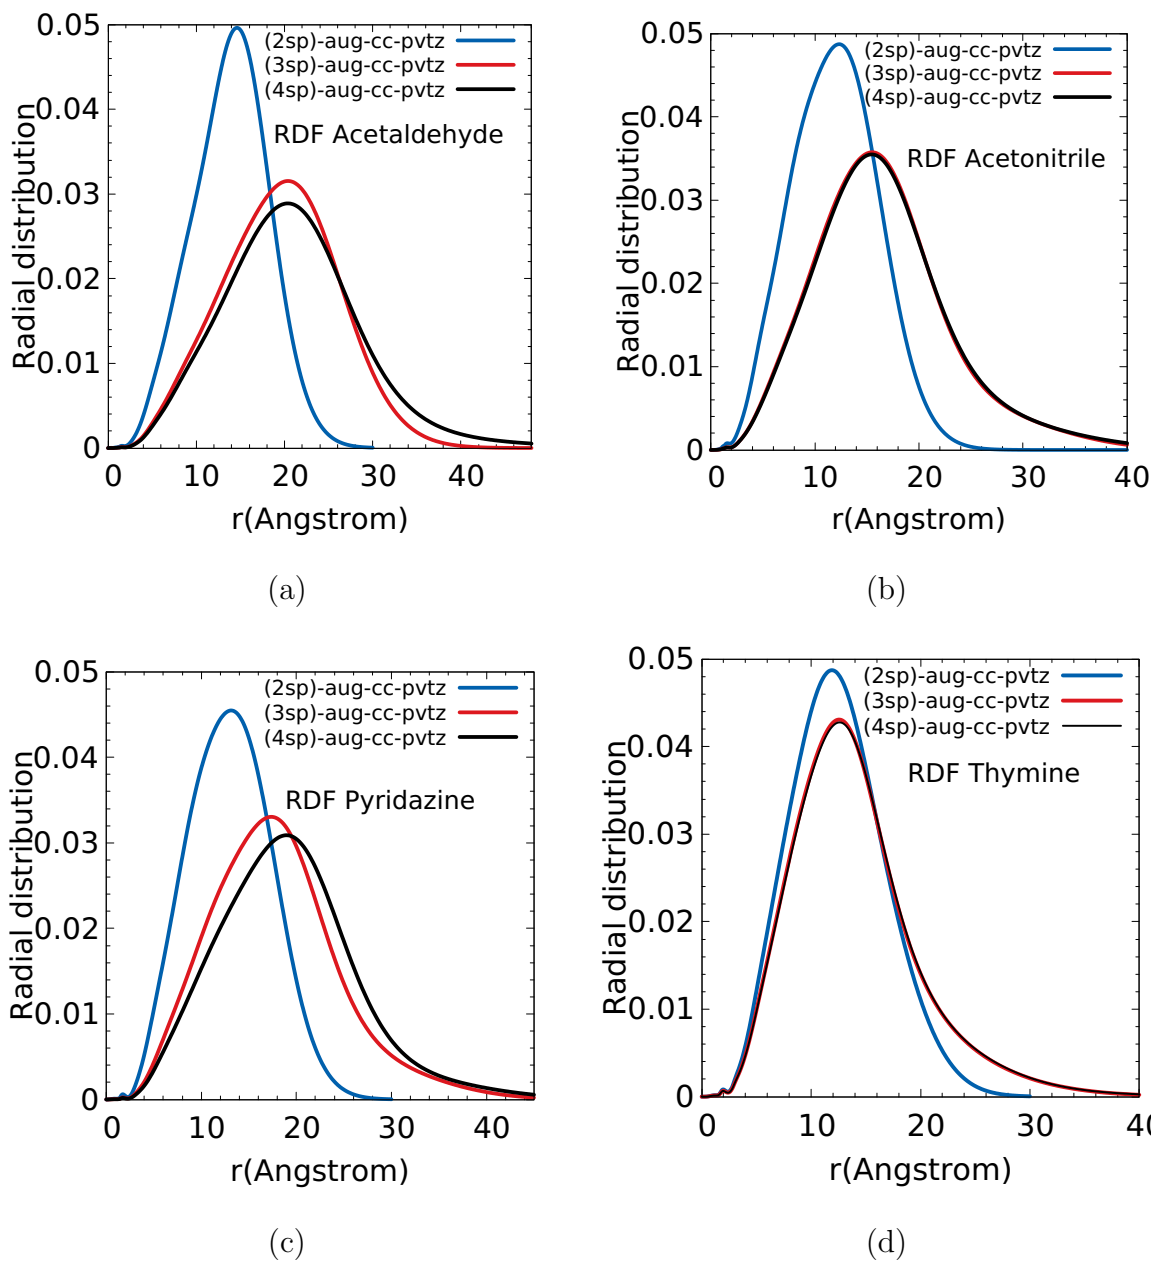 0.05
(2sp)-aug-cc-pvtz
(3sp)-aug-cc-pvtz
(4sp)-aug-cc-pvtz
RDF Acetaldehyde
0.04
0.03
0.02
0.01
0
Radial distribution
0 10 20 30 40
r(Angstrom)
(a)
0.05
(2sp)-aug-cc-pvtz
(3sp)-aug-cc-pvtz
(4sp)-aug-cc-pvtz
RDF Acetonitrile
0.04
0.03
0.02
0.01
0
Radial distribution
0 10 20 30 40
r(Angstrom)
(b)
0.05
(2sp)-aug-cc-pvtz
(3sp)-aug-cc-pvtz
(4sp)-aug-cc-pvtz
RDF Pyridazine
0.04
0.03
0.02
0.01
0
Radial distribution
0 10 20 30 40
r(Angstrom)
(c)
0.05
(2sp)-aug-cc-pvtz
(3sp)-aug-cc-pvtz
(4sp)-aug-cc-pvtz
RDF Thymine
0.04
0.03
0.02
0.01
0
Radial distribution
0 10 20 30 40
r(Angstrom)
(d)